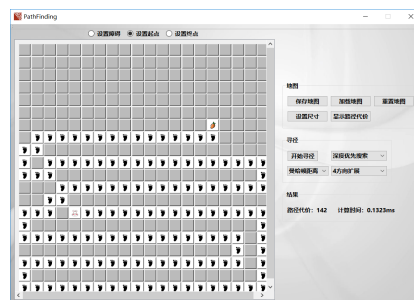 PathFinding
设置障碍 设置起点 设置终点
地图
保存地图 加载地图 重置地图
设置尺寸 显示路径代价
寻径
开始寻径 深度优先搜索
曼哈顿距离 4方向扩展
结果
路径代价: 142 计算时间: 0.1323ms